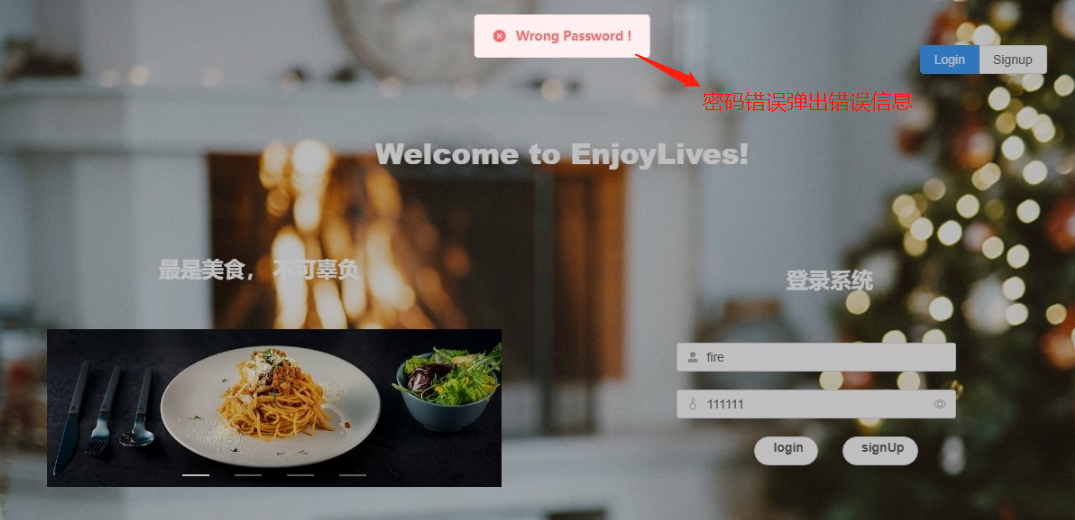 Wrong Password !
Login
Signup
密码错误弹出错误信息
Welcome to EnjoyLives!
最是美食， 不可辜负
登录系统
fire
111111
login
signUp